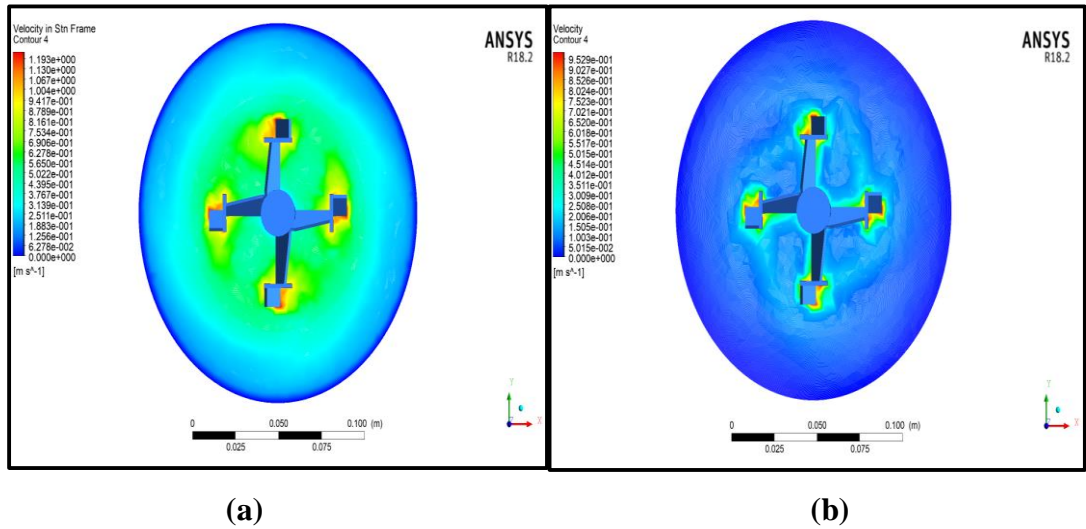 Velocity in Stn Frame
Contour 4
1.193e+000
1.130e+000
1.067e+000
1.004e+000
9.417e-001
8.789e-001
8.161e-001
7.534e-001
6.906e-001
6.278e-001
5.650e-001
5.022e-001
4.395e-001
3.767e-001
3.139e-001
2.511e-001
1.883e-001
1.256e-001
6.278e-002
0.000e+000
[m s^-1]
ANSYS
R18.2
0 0.050 0.100 (m)
0.025 0.075
Y
X
Velocity
Contour 4
9.529e-001
9.027e-001
8.526e-001
8.024e-001
7.523e-001
7.021e-001
6.520e-001
6.018e-001
5.517e-001
5.015e-001
4.514e-001
4.012e-001
3.511e-001
3.009e-001
2.508e-001
2.006e-001
1.505e-001
1.003e-001
5.015e-002
0.000e+000
[m s^-1]
ANSYS
R18.2
0 0.050 0.100 (m)
0.025 0.075
Y
X
(a)
(b)